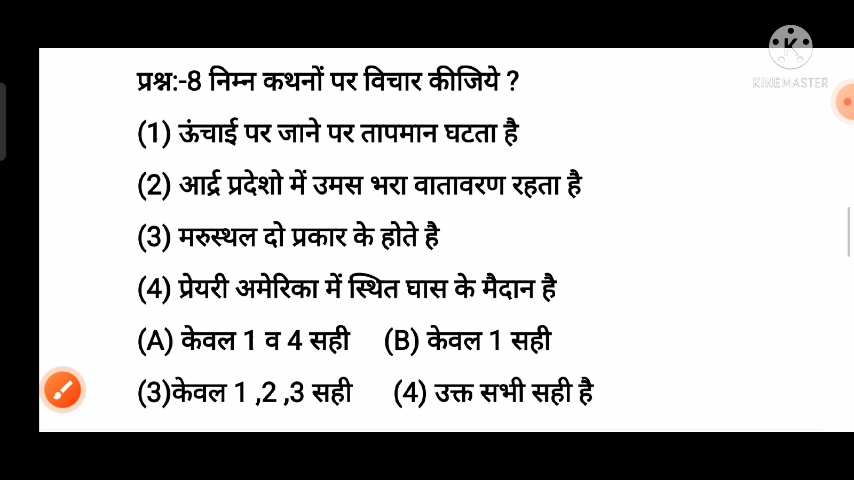 KINEMASTER
प्रश्न:-8 निम्न कथनों पर विचार कीजिये ?
(1) ऊंचाई पर जाने पर तापमान घटता है
(2) आर्द्र प्रदेशो में उमस भरा वातावरण रहता है
(3) मरुस्थल दो प्रकार के होते है
(4) प्रेयरी अमेरिका में स्थित घास के मैदान है
(A) केवल 1 व 4 सही (B) केवल 1 सही
(3)केवल 1 ,2 ,3 सही (4) उक्त सभी सही है